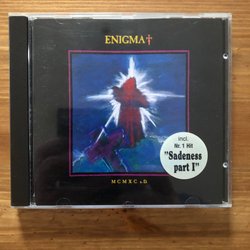 ENIGMA†
incl.
Nr. 1 Hit
"Sadeness
part I"
MCMXC a.D.